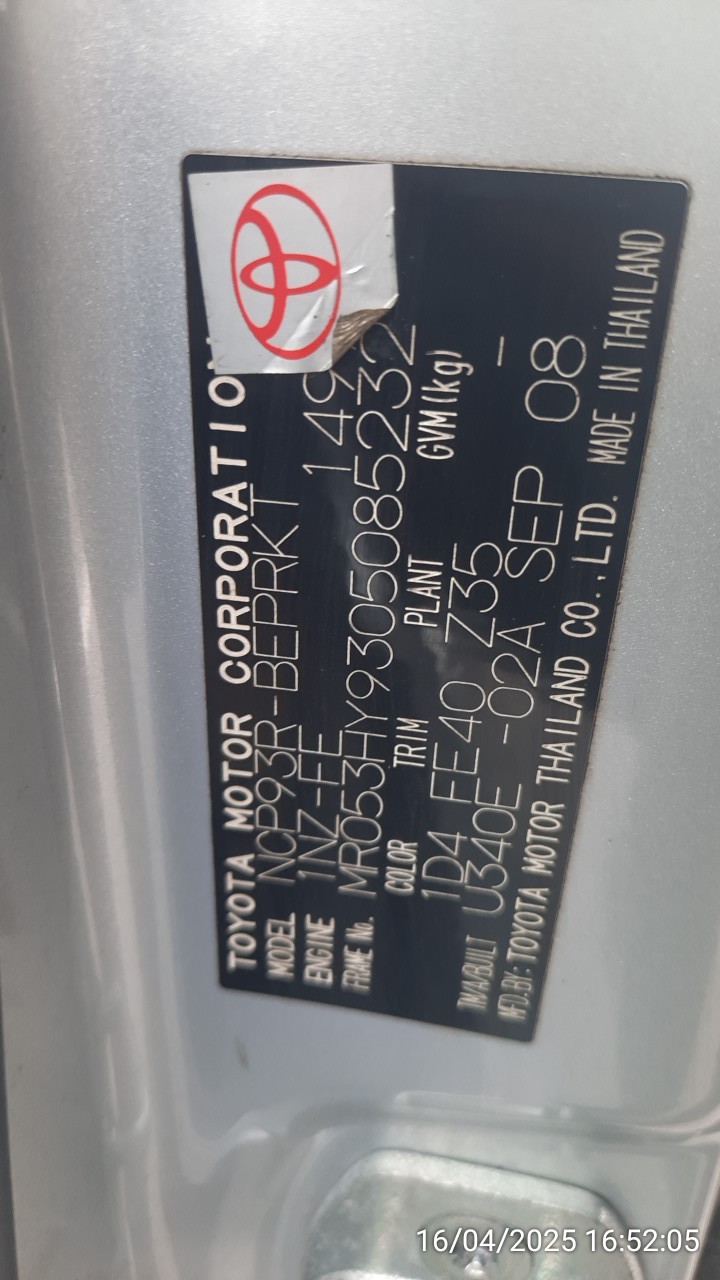 TOYOTA MOTOR CORPORATION
MODEL NCP93R-BEPRKT
ENGINE 1NZ-FE 149
FRAME No. MR053HY9305085232
COLOR TRIM PLANT GVM(kg)
1D4 FE40 Z35 -
TM/A/BUILT U340E -02A SEP 08
MFD.BY: TOYOTA MOTOR THAILAND CO.,LTD. MADE IN THAILAND
16/04/2025 16:52:05